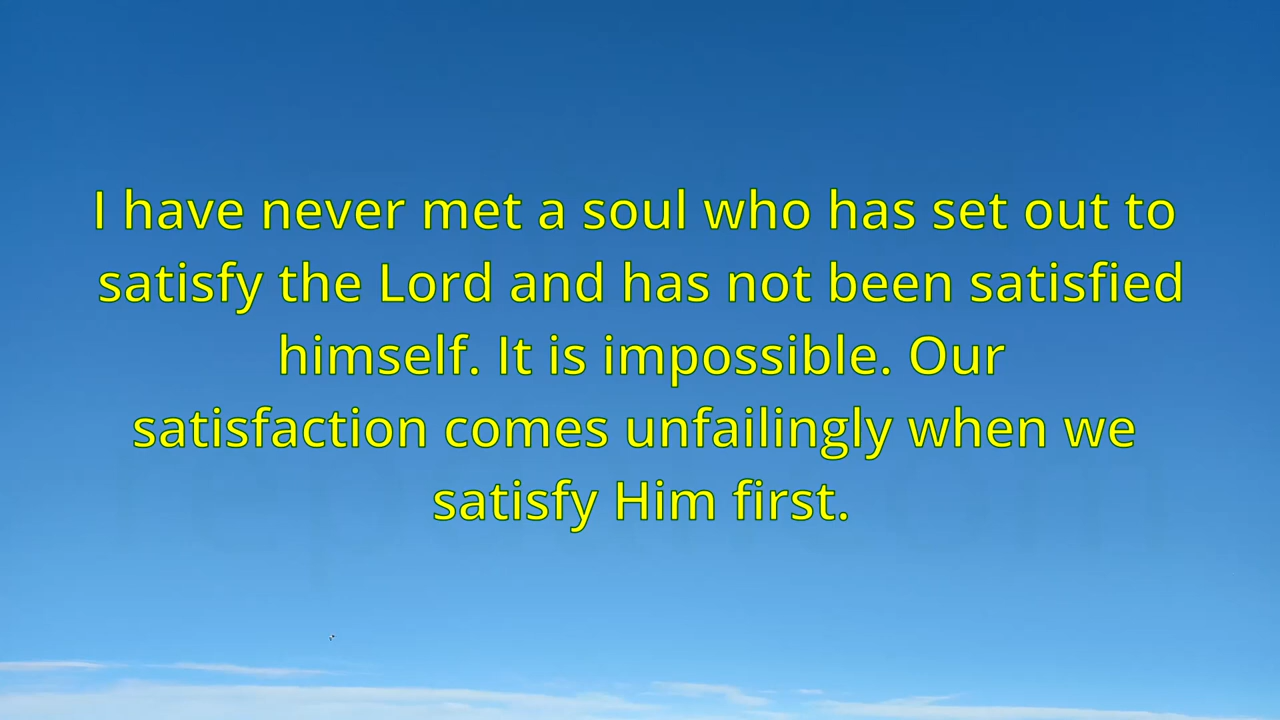 I have never met a soul who has set out to
satisfy the Lord and has not been satisfied
himself. It is impossible. Our
satisfaction comes unfailingly when we
satisfy Him first.